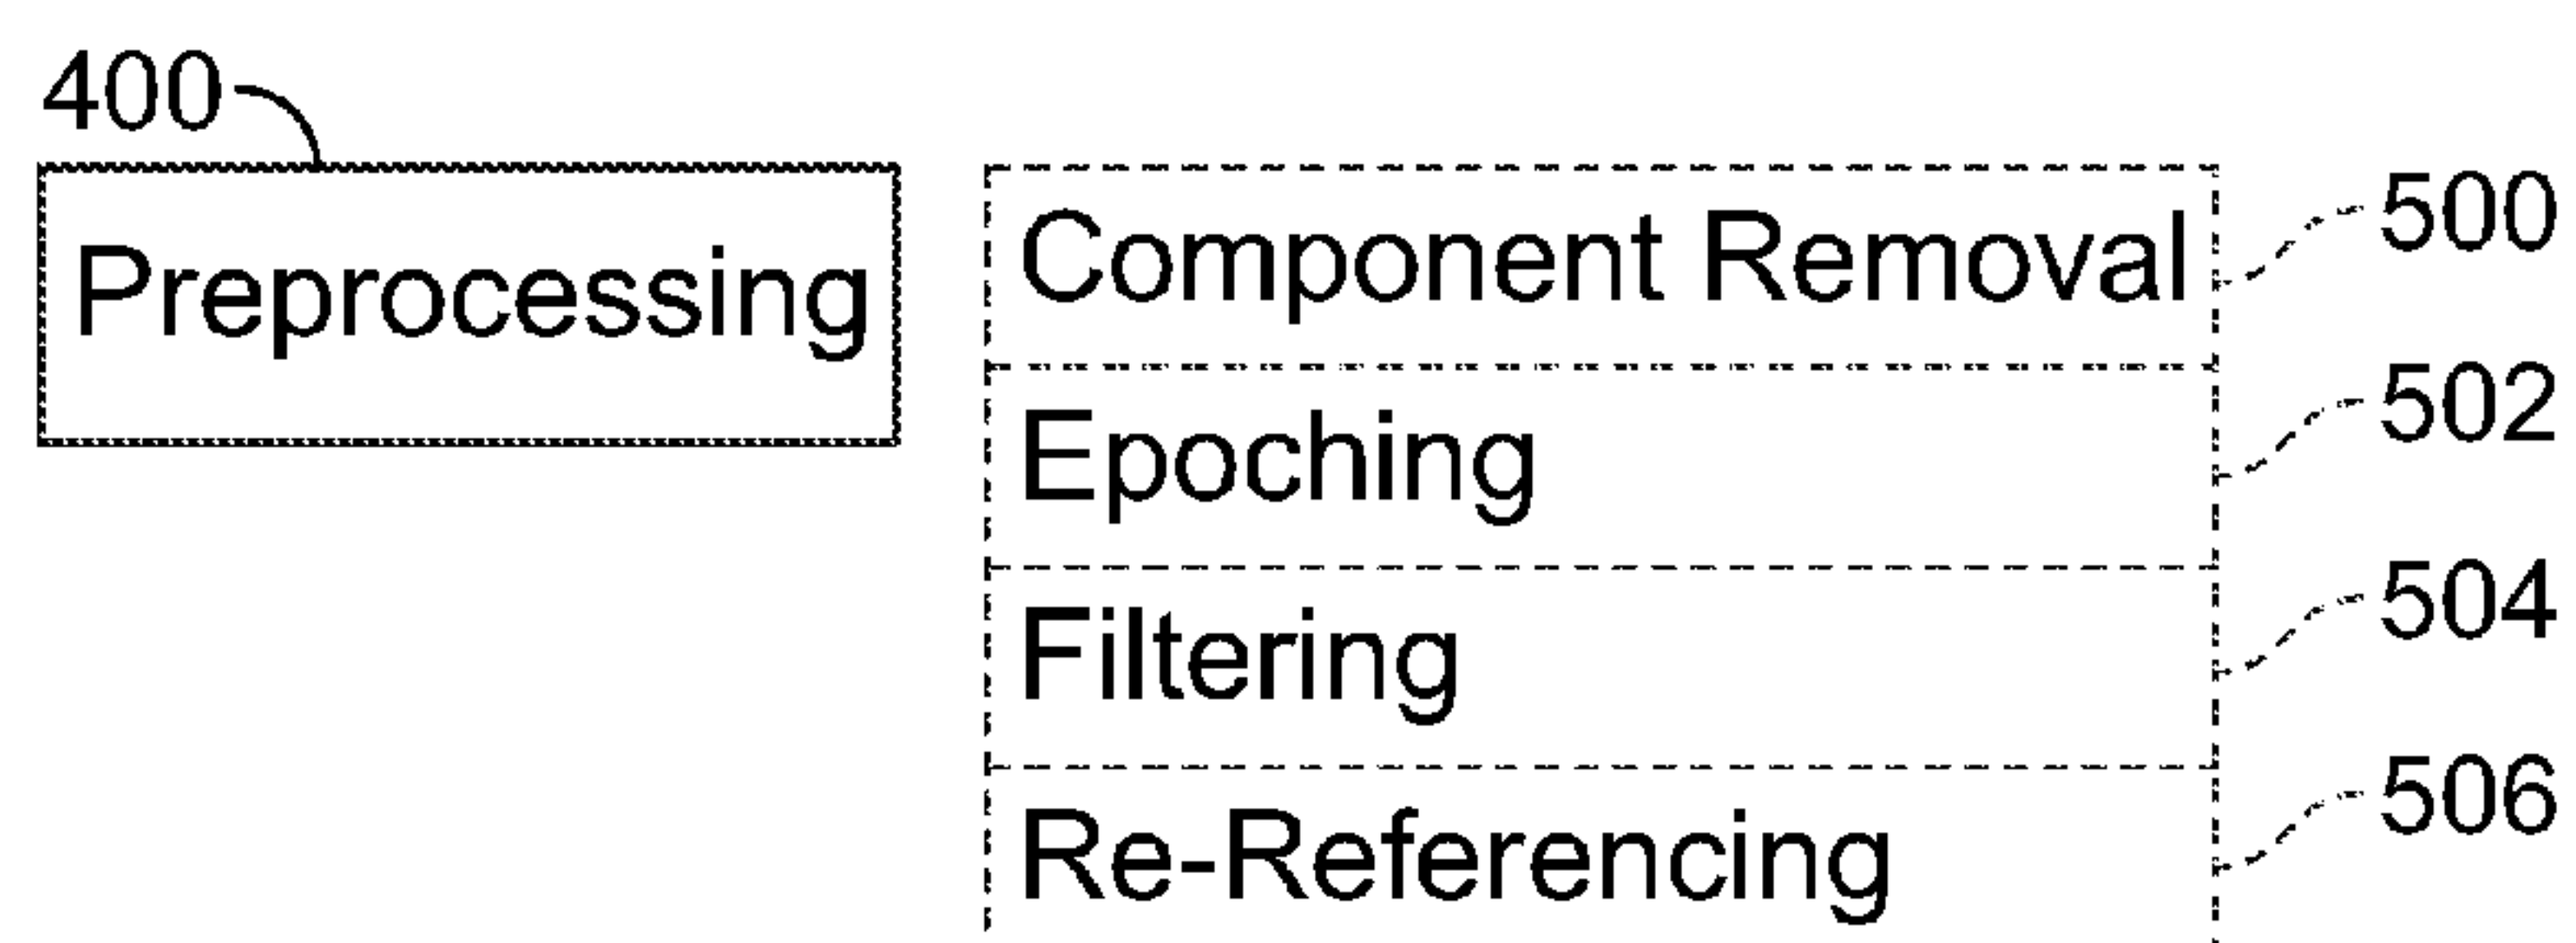 400
Preprocessing
Component Removal 500
Epoching 502
Filtering 504
Re-Referencing 506